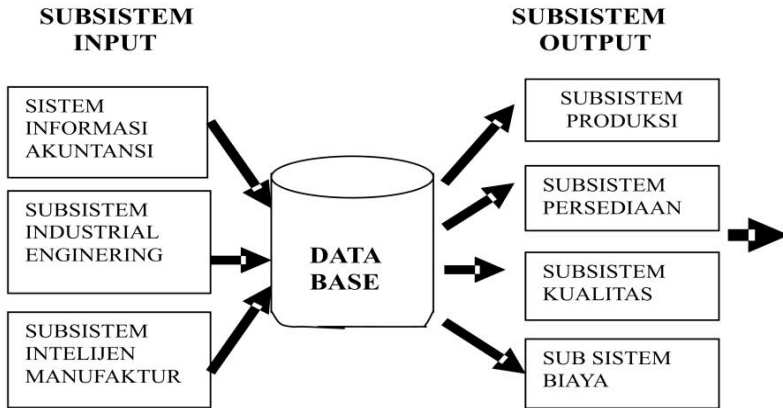 SUBSISTEM
INPUT
SUBSISTEM
OUTPUT
SISTEM
INFORMASI
AKUNTANSI
SUBSISTEM
INDUSTRIAL
ENGINERING
SUBSISTEM
INTELIJEN
MANUFAKTUR
DATA
BASE
SUBSISTEM
PRODUKSI
SUBSISTEM
PERSEDIAAN
SUBSISTEM
KUALITAS
SUB SISTEM
BIAYA